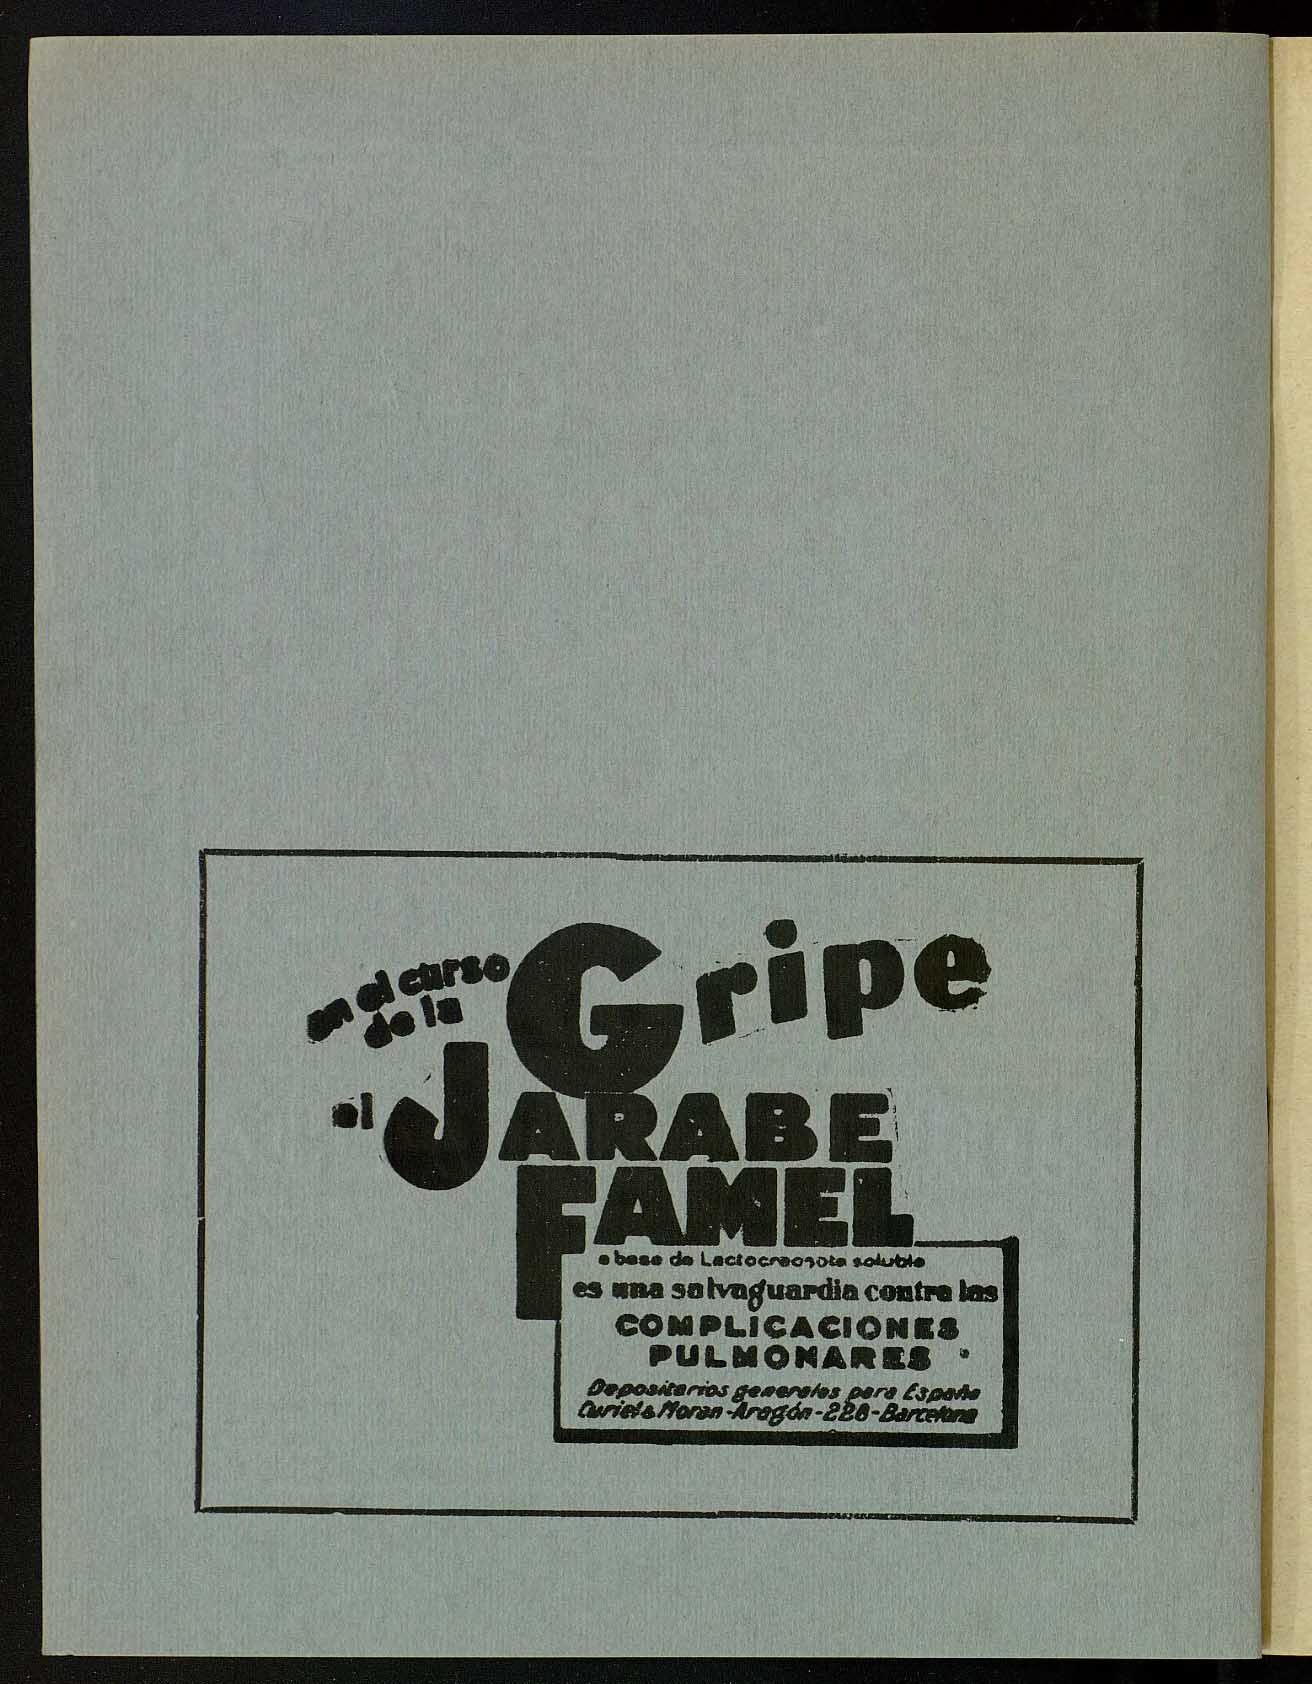 en el curso
de la Gripe
el JARABE
FAMEL
a base de Lactocreosota soluble
es una salvaguardia contra las
COMPLICACIONES
PULMONARES
Depositarios generales para España
Curiel & Moran - Aragón - 228 - Barcelona